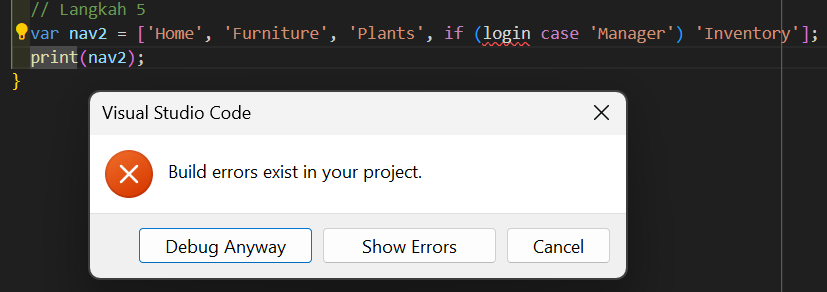 // Langkah 5
var nav2 = ['Home', 'Furniture', 'Plants', if (login case 'Manager') 'Inventory'];
print(nav2);
}
Visual Studio Code
Build errors exist in your project.
Debug Anyway
Show Errors
Cancel